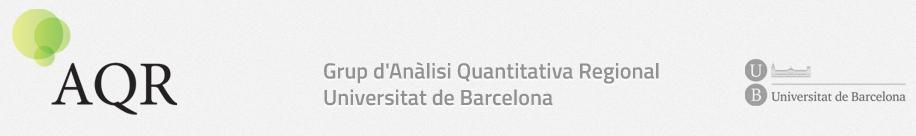 AQR
Grup d'Anàlisi Quantitativa Regional
Universitat de Barcelona
U
B Universitat de Barcelona